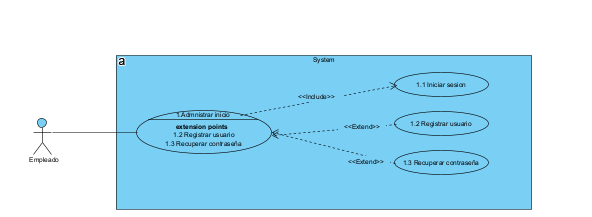 a
System
1.Admnistrar inicio
extension points
1.2 Registrar usuario
1.3 Recuperar contraseña
<<Include>>
1.1 Iniciar sesion
<<Extend>>
1.2 Registrar usuario
<<Extend>>
1.3 Recuperar contraseña
Empleado